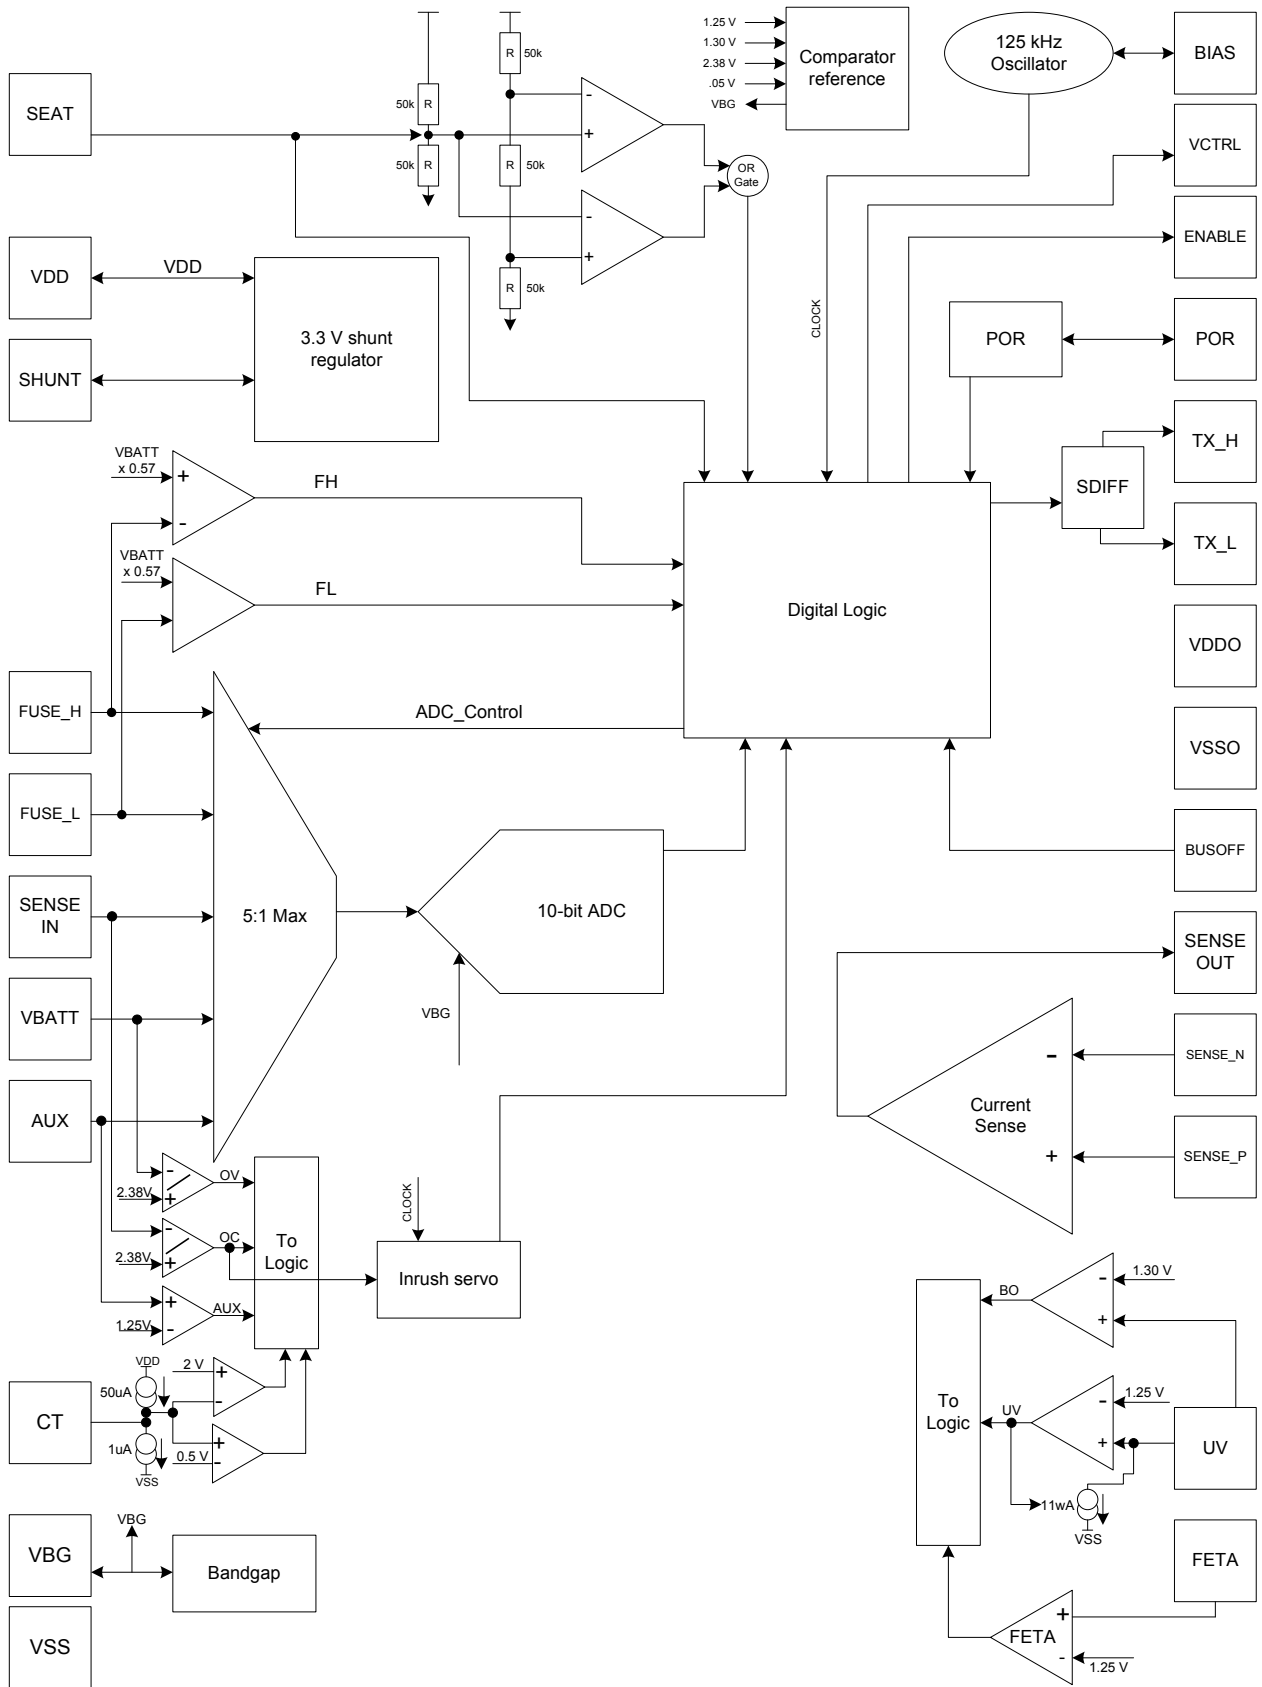 SEAT
50k R
50k R
R 50k
R 50k
R 50k
-
+
-
+
OR
Gate
1.25 V
1.30 V
2.38 V
.05 V
VBG
Comparator
reference
125 kHz
Oscillator
BIAS
VCTRL
ENABLE
CLOCK
POR
POR
VDD
VDD
SHUNT
3.3 V shunt
regulator
VBATT
x 0.57
+
-
FH
VBATT
x 0.57
FL
Digital Logic
SDIFF
TX_H
TX_L
VDDO
VSSO
BUSOFF
FUSE_H
FUSE_L
SENSE
IN
VBATT
AUX
ADC_Control
5:1 Max
10-bit ADC
VBG
SENSE
OUT
SENSE_N
SENSE_P
-
Current
Sense
+
-
2.38V +
OV
-
2.38V +
OC
+
1.25V -
AUX
To
Logic
CLOCK
Inrush servo
CT
VDD
50uA
1uA
VSS
2 V +
-
+
0.5 V -
BO
- 1.30 V
+
UV
- 1.25 V
+
To
Logic
UV
11wA
VSS
FETA
FETA
+
- 1.25 V
VBG
VBG
Bandgap
VSS